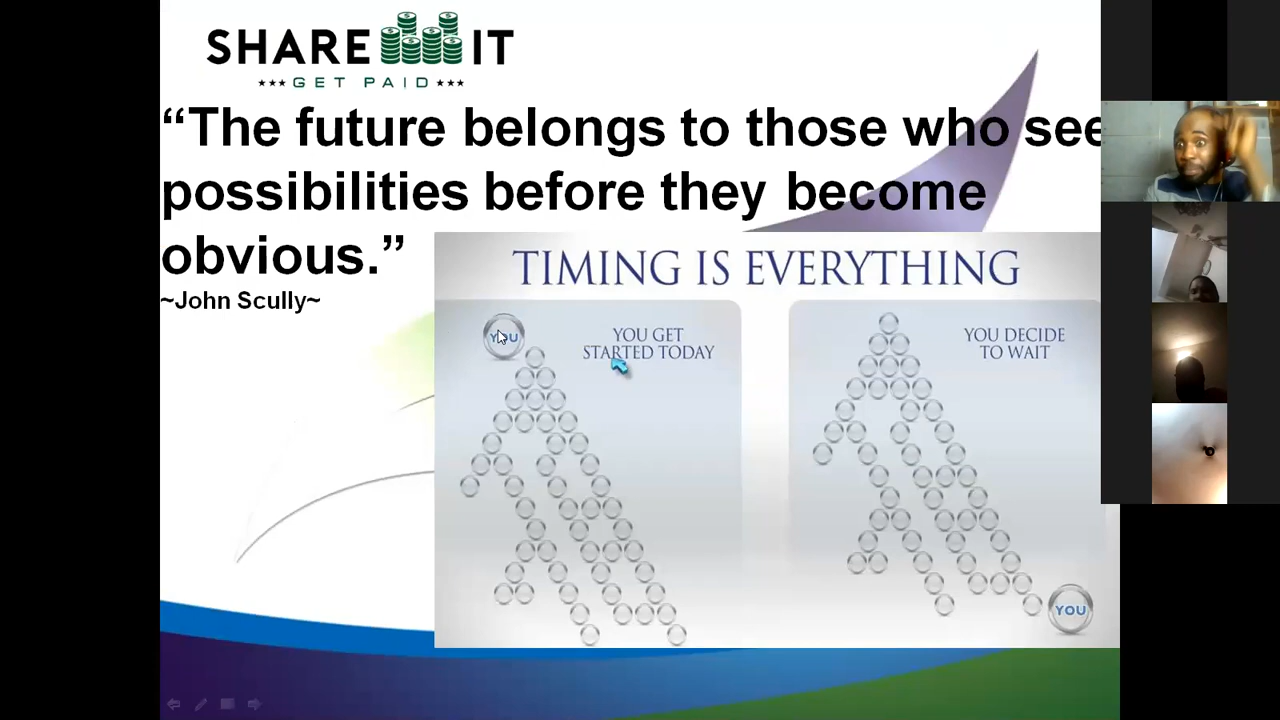 SHARE IT
***GET PAID***
“The future belongs to those who see
possibilities before they become
obvious.”
~John Scully~
TIMING IS EVERYTHING
YOU
YOU GET
STARTED TODAY
YOU DECIDE
TO WAIT
YOU